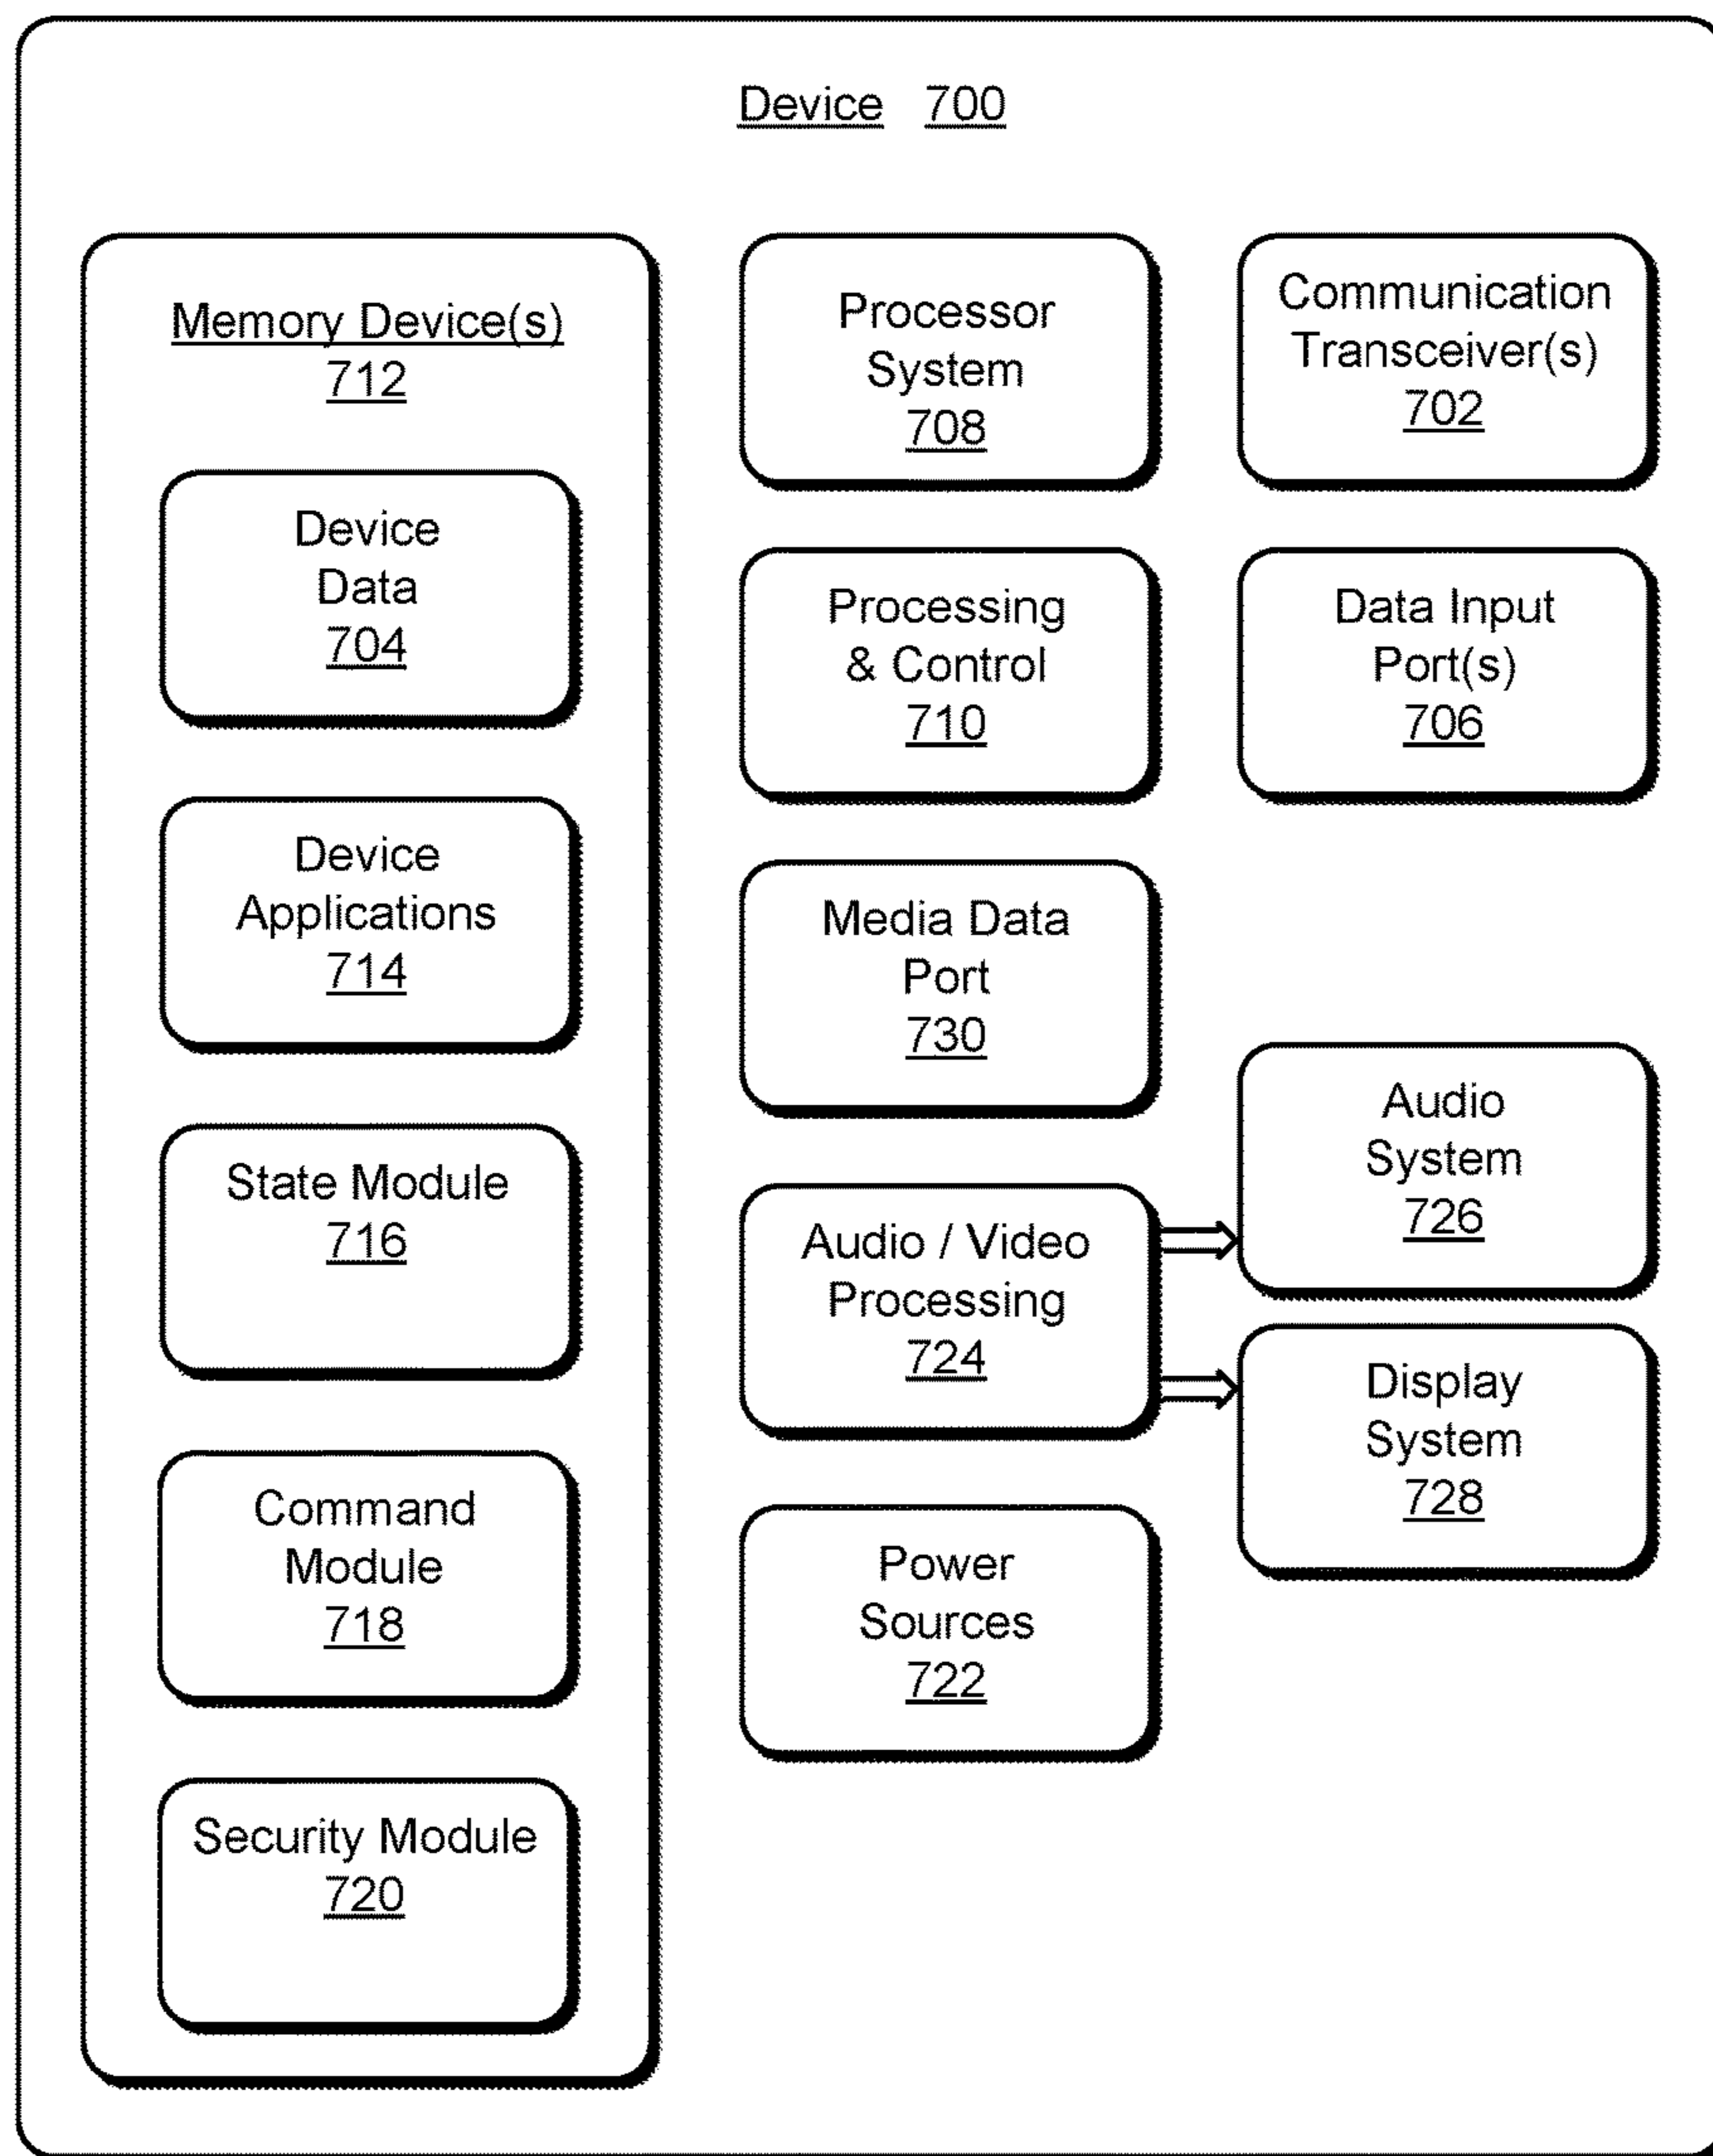 Device 700
Memory Device(s)
712
Device
Data
704
Device
Applications
714
State Module
716
Command
Module
718
Security Module
720
Processor
System
708
Processing
& Control
710
Media Data
Port
730
Audio / Video
Processing
724
Power
Sources
722
Communication
Transceiver(s)
702
Data Input
Port(s)
706
Audio
System
726
Display
System
728